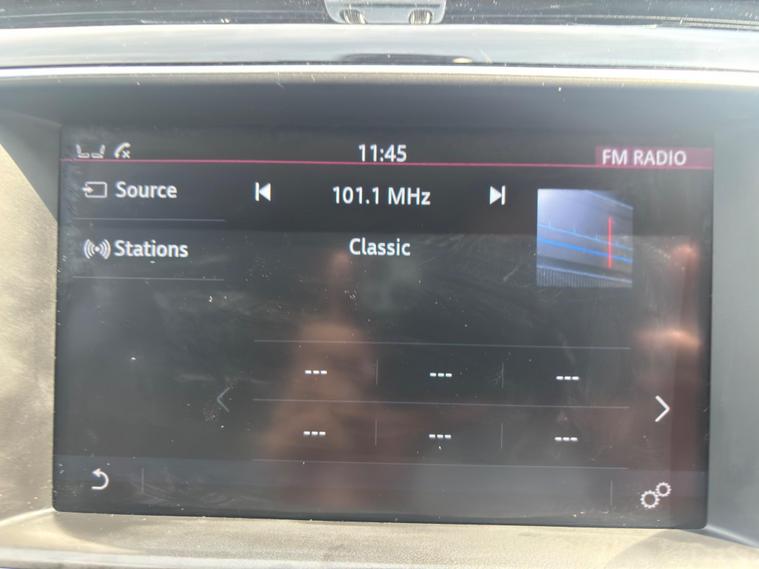 11:45
FM RADIO
Source
101.1 MHz
Stations
Classic
--- --- ---
--- --- ---